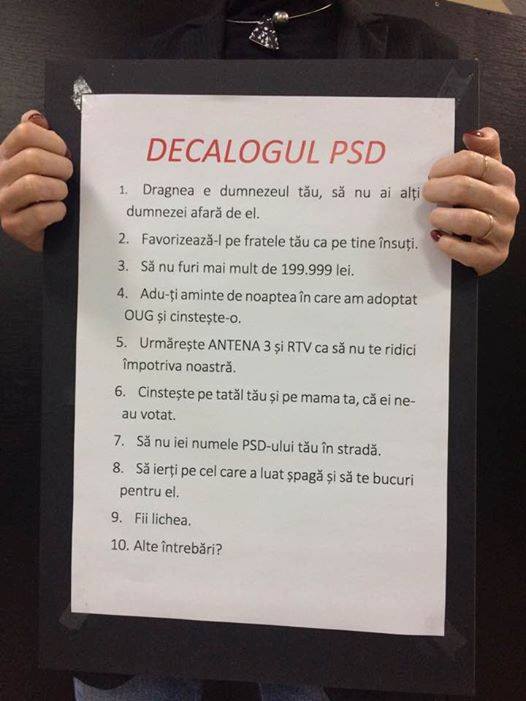 DECALOGUL PSD
1. Dragnea e dumnezeul tău, să nu ai alți
dumnezei afară de el.
2. Favorizează-l pe fratele tău ca pe tine însuți.
3. Să nu furi mai mult de 199.999 lei.
4. Adu-ți aminte de noaptea în care am adoptat
OUG și cinstește-o.
5. Urmărește ANTENA 3 și RTV ca să nu te ridici
împotriva noastră.
6. Cinstește pe tatăl tău și pe mama ta, că ei ne-
au votat.
7. Să nu iei numele PSD-ului tău în stradă.
8. Să ierți pe cel care a luat șpagă și să te bucuri
pentru el.
9. Fii lichea.
10. Alte întrebări?